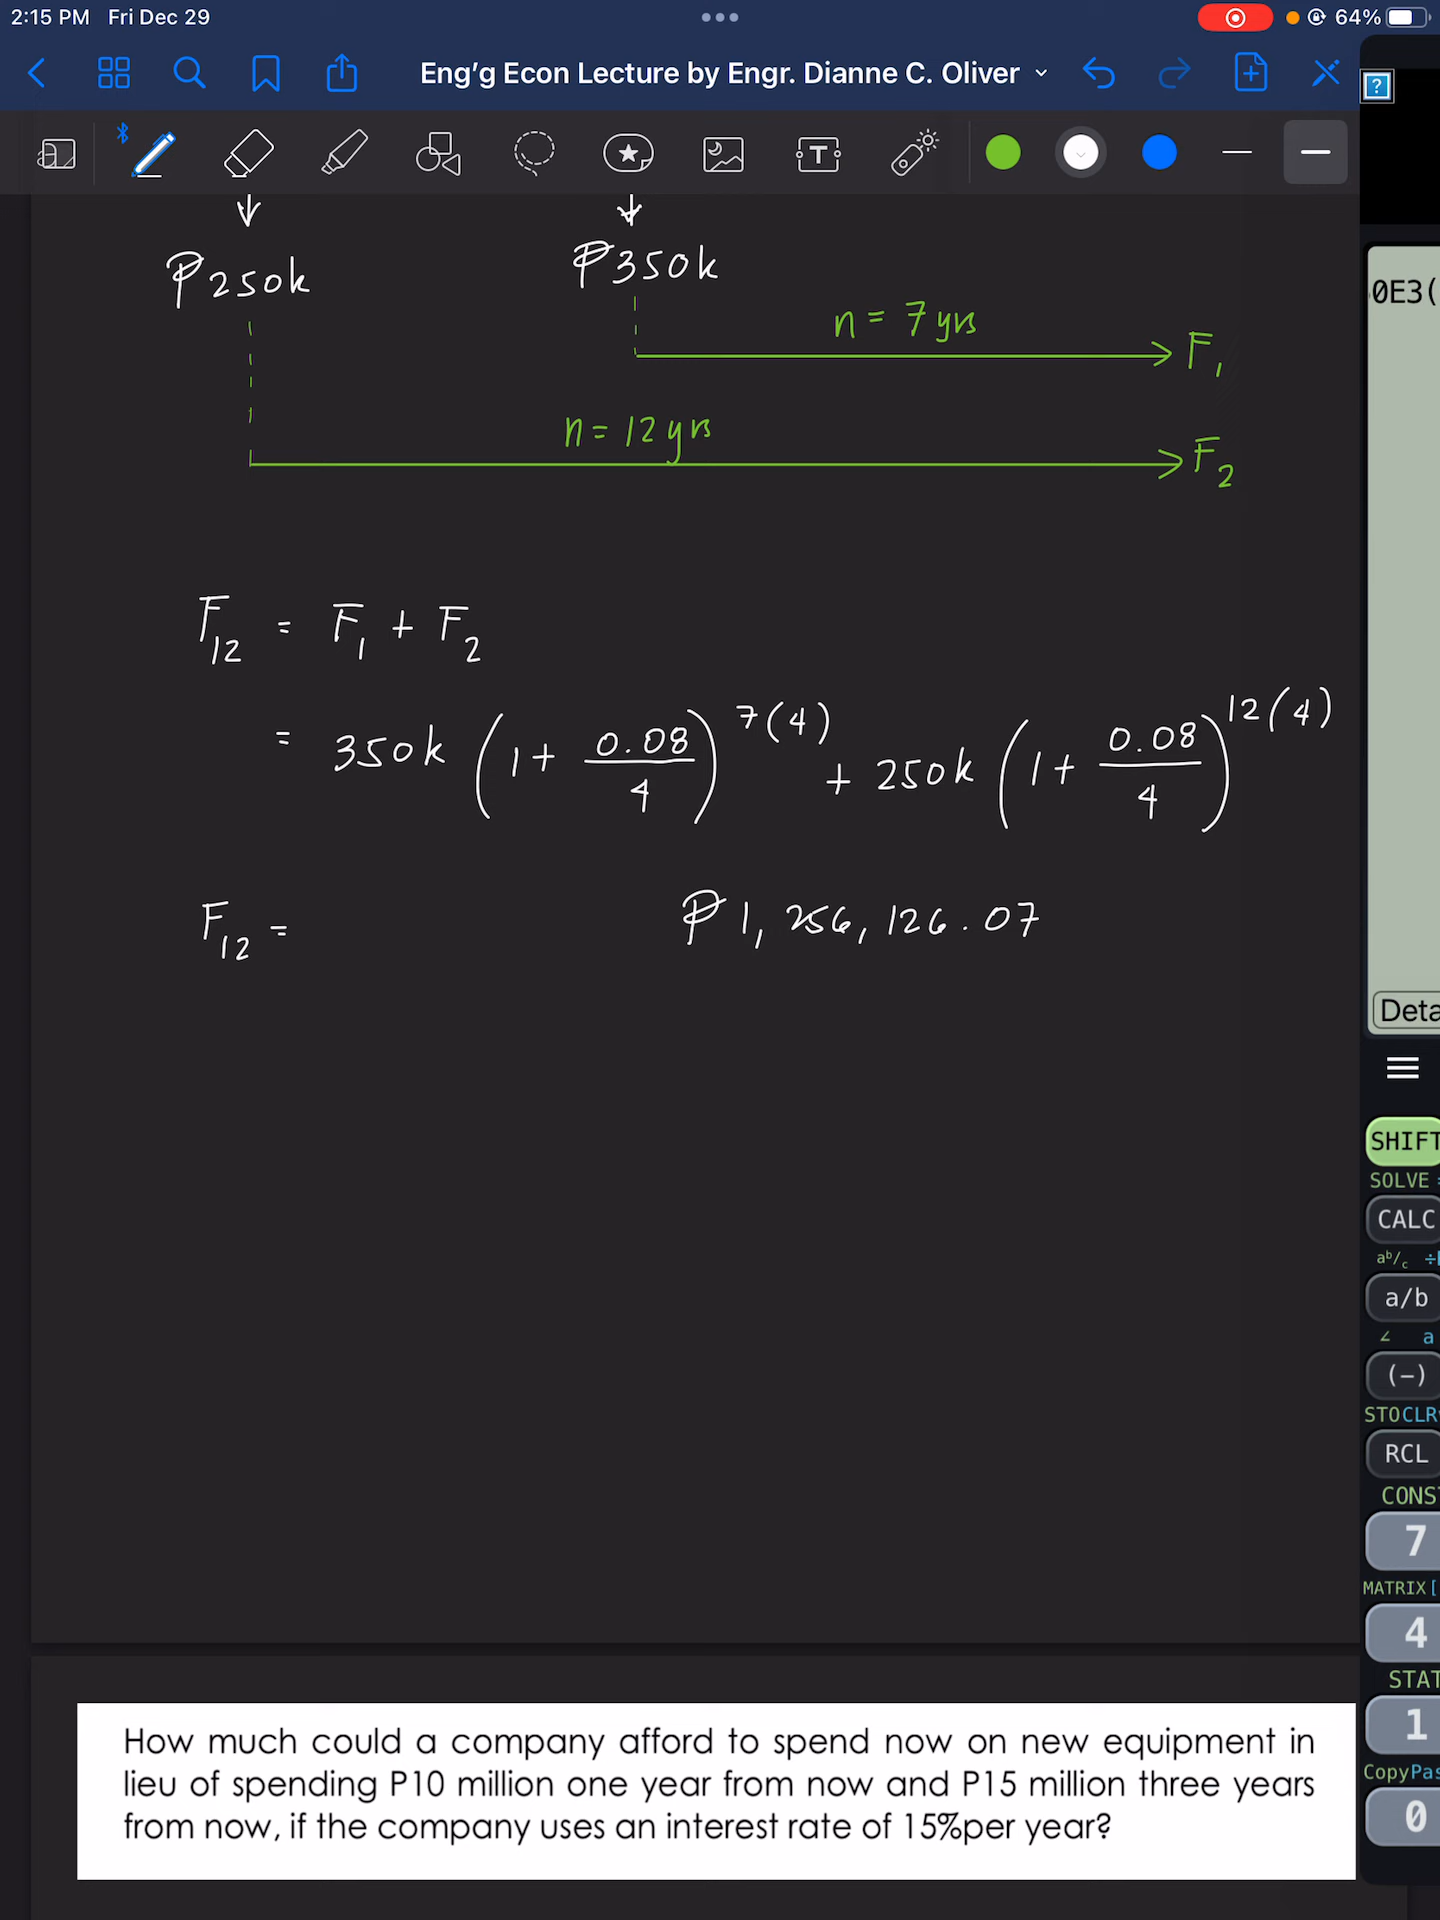 2:15 PM Fri Dec 29
64%
Eng'g Econ Lecture by Engr. Dianne C. Oliver
?
T
₱250k
₱350k
0E3(
n = 7 yrs
F₁
n = 12 yrs
F₂
F₁₂ = F₁ + F₂
= 350k (1 + 0.08/4)^7(4) + 250k (1 + 0.08/4)^12(4)
F₁₂ = ₱1,256,126.07
Deta
SHIFT
SOLVE =
CALC
ab/c ÷
a/b
∠ a
(−)
STO CLR
RCL
CONS
7
MATRIX [
4
STAT
1
CopyPas
0
How much could a company afford to spend now on new equipment in
lieu of spending P10 million one year from now and P15 million three years
from now, if the company uses an interest rate of 15%per year?